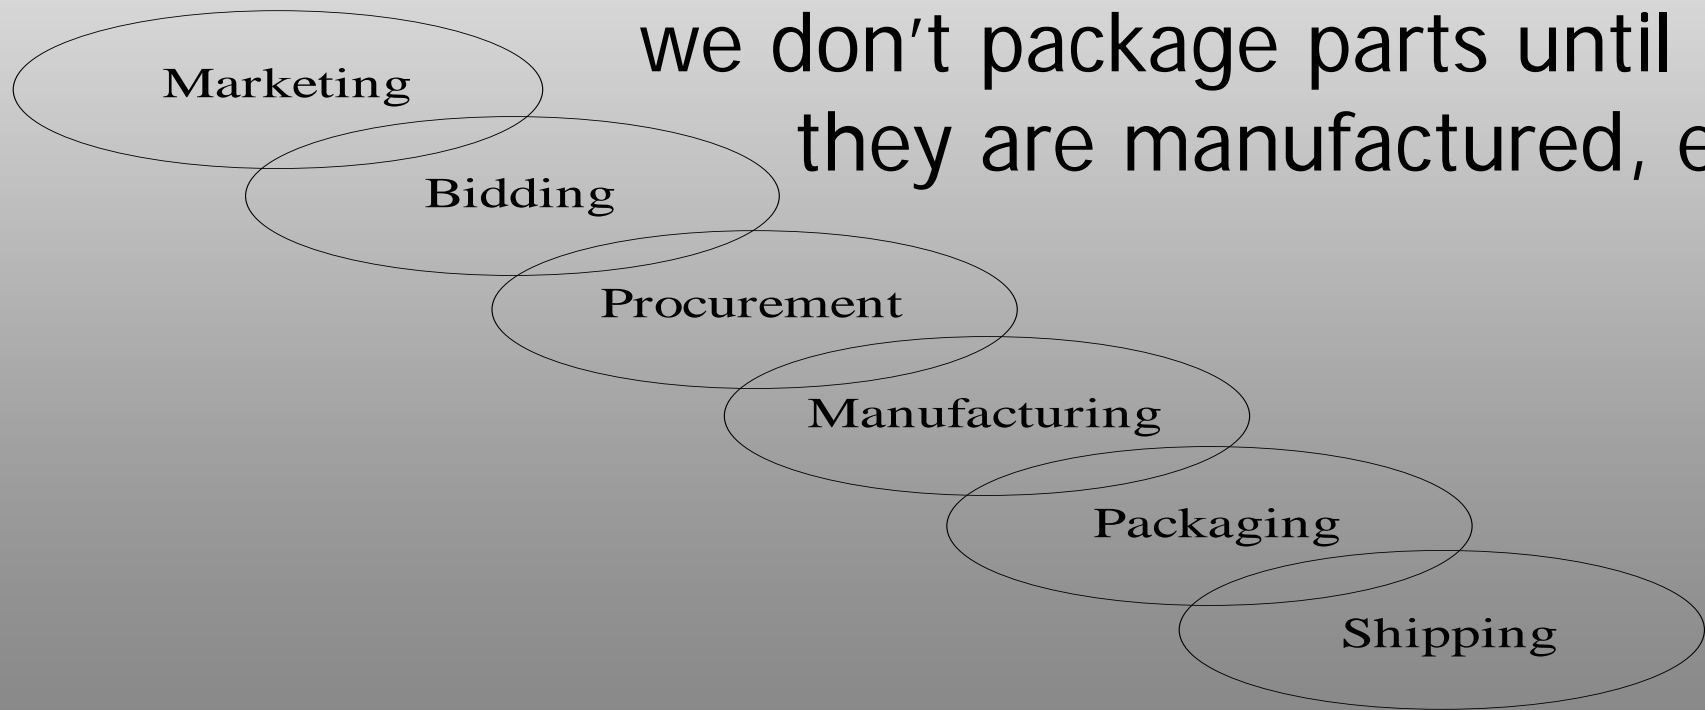 we don't package parts until
they are manufactured,
Marketing
Bidding
Procurement
Manufacturing
Packaging
Shipping